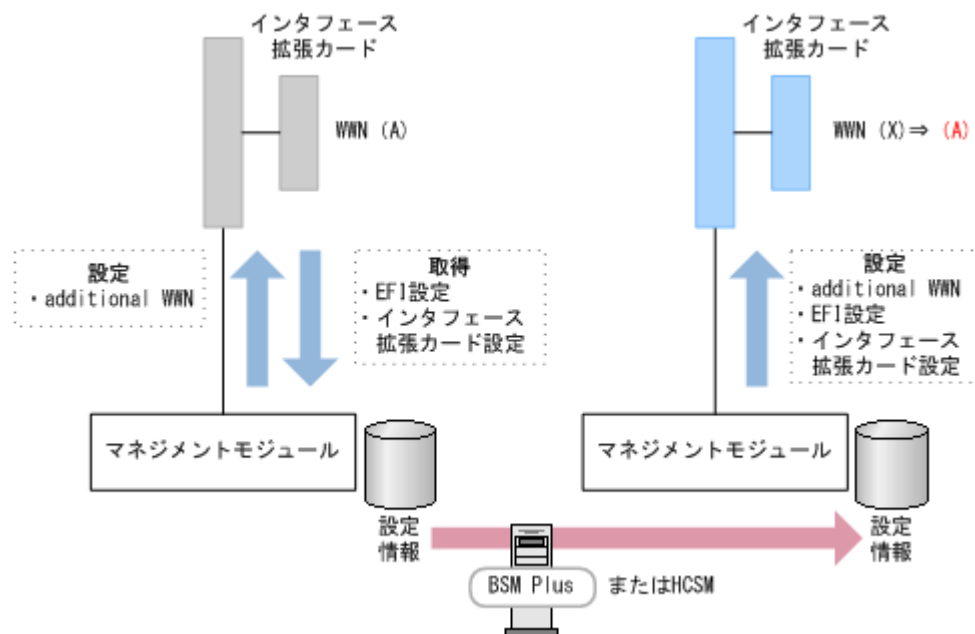 インタフェース
拡張カード
WWN (A)
設定
・additional WWN
取得
・EFI設定
・インタフェース
拡張カード設定
マネジメントモジュール
設定
情報
インタフェース
拡張カード
WWN (X)⇒ (A)
設定
・additional WWN
・EFI設定
・インタフェース
拡張カード設定
マネジメントモジュール
設定
情報
BSM Plus またはHCSM